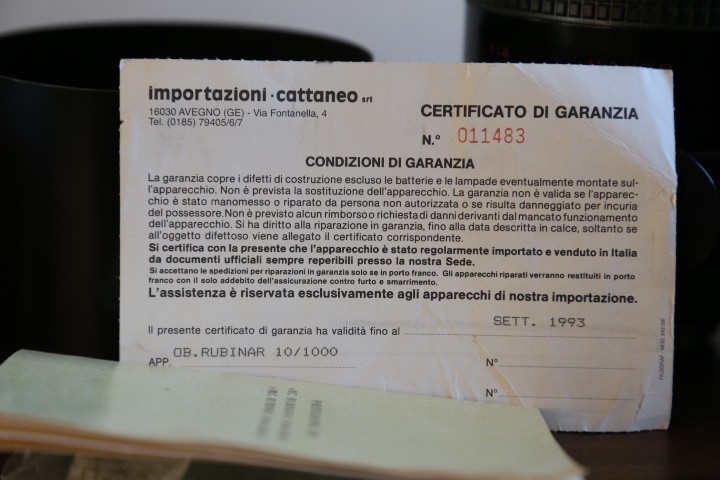 importazioni · cattaneo srl
16030 AVEGNO (GE) - Via Fontanella, 4
Tel. (0185) 79405/6/7
CERTIFICATO DI GARANZIA
N.° 011483
CONDIZIONI DI GARANZIA
La garanzia copre i difetti di costruzione escluso le batterie e le lampade eventualmente montate sul-
l'apparecchio. Non è prevista la sostituzione dell'apparecchio. La garanzia non è valida se l'apparec-
chio è stato manomesso o riparato da persona non autorizzata o se risulta danneggiato per incuria
del possessore. Non è previsto alcun rimborso o richiesta di danni derivanti dal mancato funzionamento
dell'apparecchio. Si ha diritto alla riparazione in garanzia, fino alla data descritta in calce, soltanto se
all'oggetto difettoso viene allegato il certificato corrispondente.
Si certifica con la presente che l'apparecchio è stato regolarmente importato e venduto in Italia
da documenti ufficiali sempre reperibili presso la nostra Sede.
Si accettano le spedizioni per riparazioni in garanzia solo se in porto franco. Gli apparecchi riparati verranno restituiti in porto
franco con il solo addebito dell'assicurazione contro furto e smarrimento.
L'assistenza è riservata esclusivamente agli apparecchi di nostra importazione.
Il presente certificato di garanzia ha validità fino al SETT. 1993
APP. OB.RUBINAR 10/1000 N°
N°